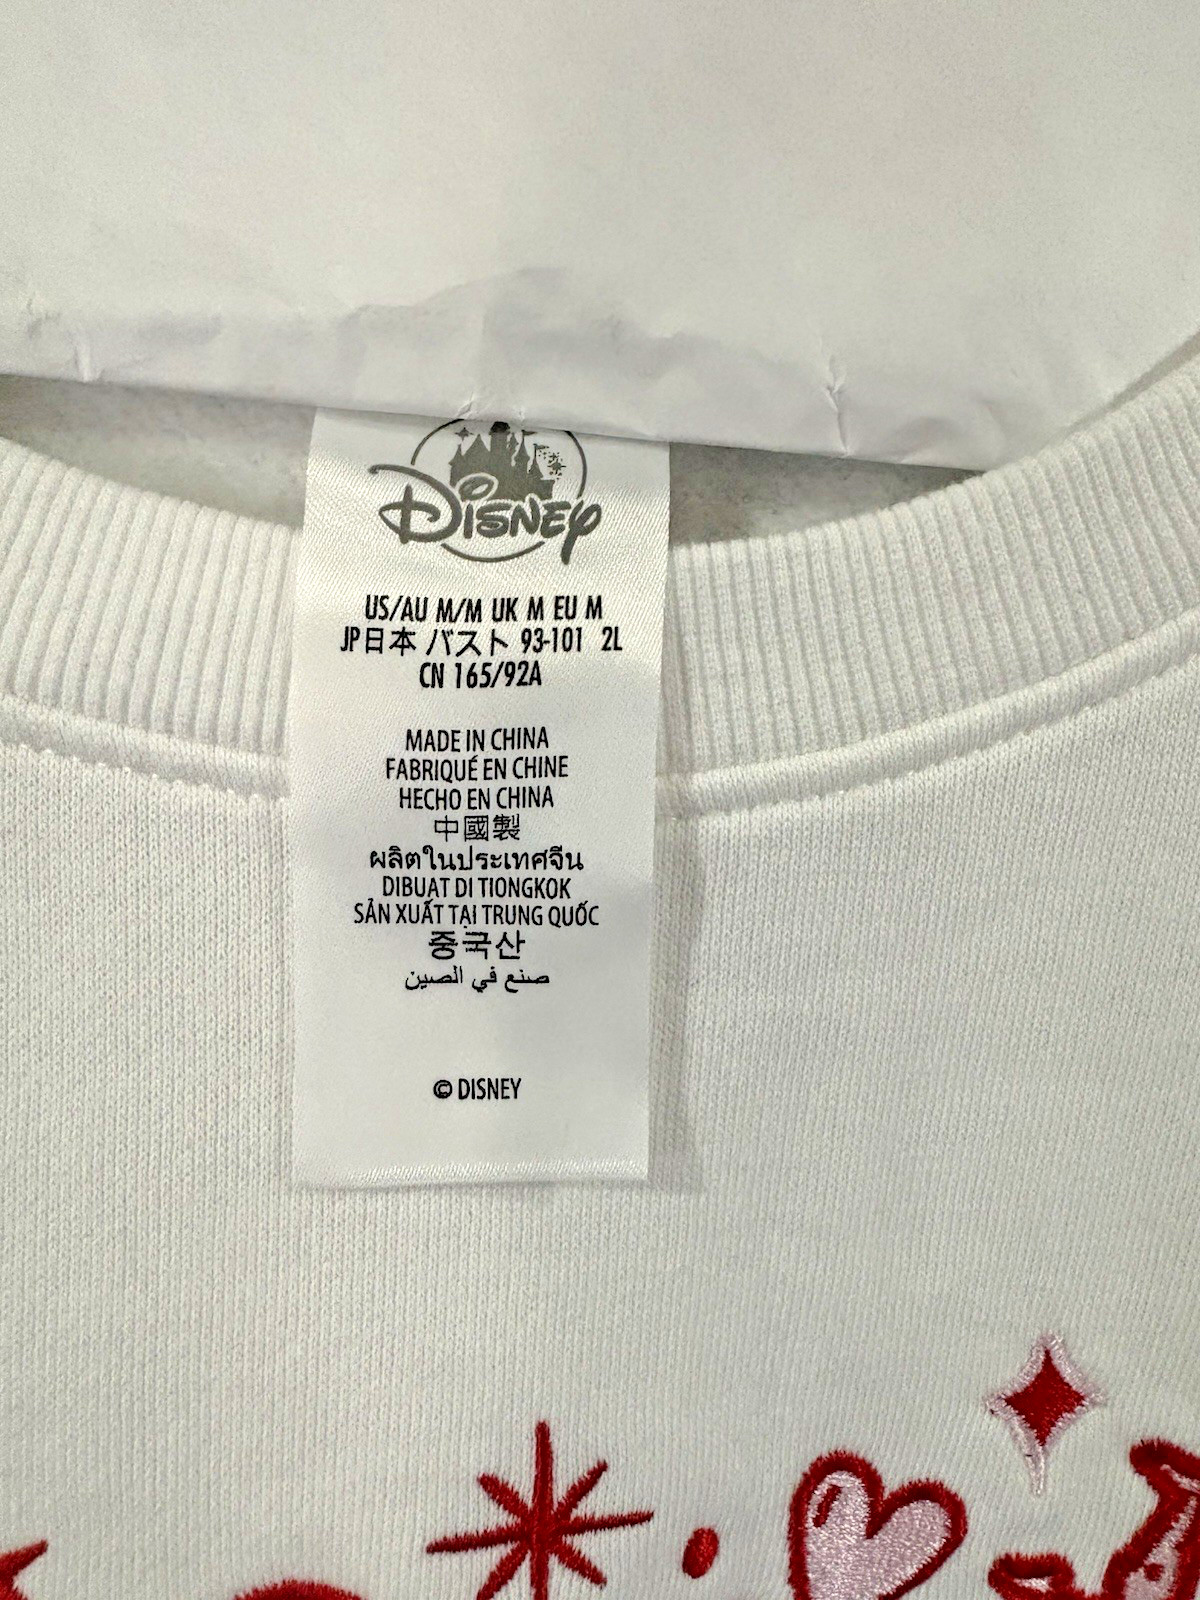 Disney
US/AU M/M UK M EU M
JP日本 バスト 93-101 2L
CN 165/92A
MADE IN CHINA
FABRIQUÉ EN CHINE
HECHO EN CHINA
中國製
ผลิตในประเทศจีน
DIBUAT DI TIONGKOK
SẢN XUẤT TẠI TRUNG QUỐC
중국산
صنع في الصين
© DISNEY